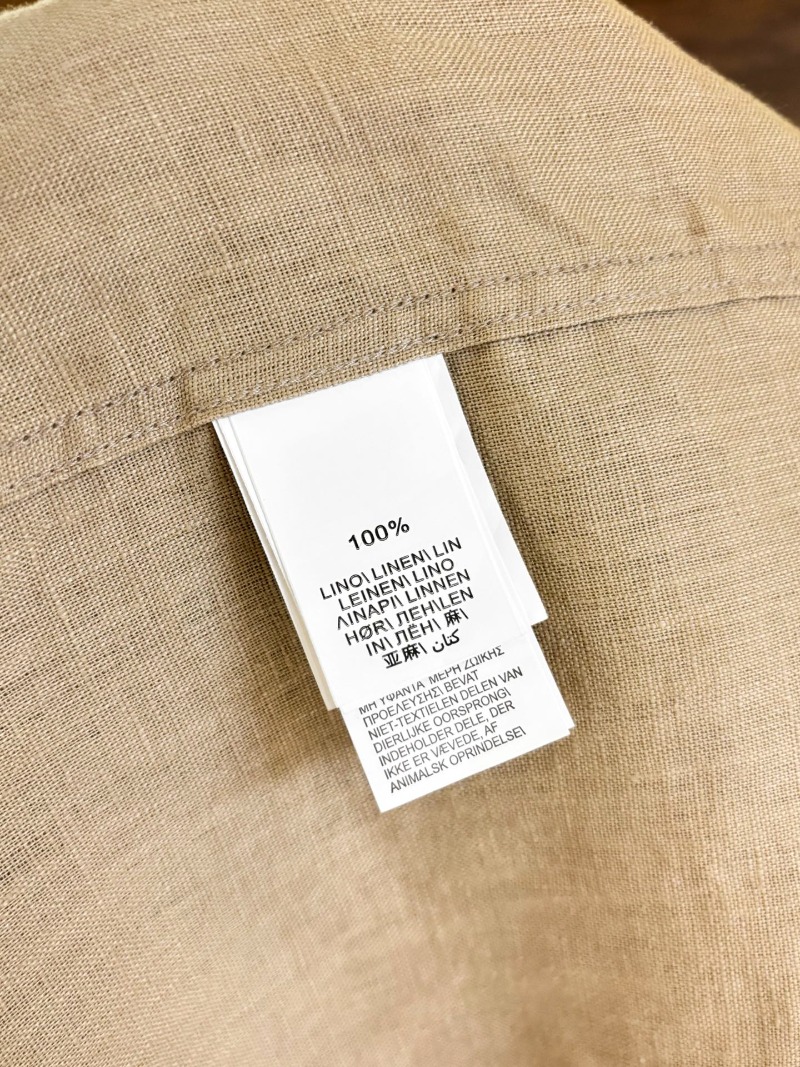 100%
LINO\ LINEN\ LIN
LEINEN\ LINO
ΛΙΝΑΡΙ\ LINNEN
HØR\ ЛЕН\LEN
IN\ ЛЁН\ 麻\
亚麻\ كتان
ΜΗ ΥΦΑΝΤΑ ΜΕΡΗ ΖΩΙΚΗΣ
ΠΡΟΕΛΕΥΣΗΣ\ BEVAT
NIET-TEXTIELEN DELEN VAN
DIERLIJKE OORSPRONG\
INDEHOLDER DELE, DER
IKKE ER VÆVEDE, AF
ANIMALSK OPRINDELSE\